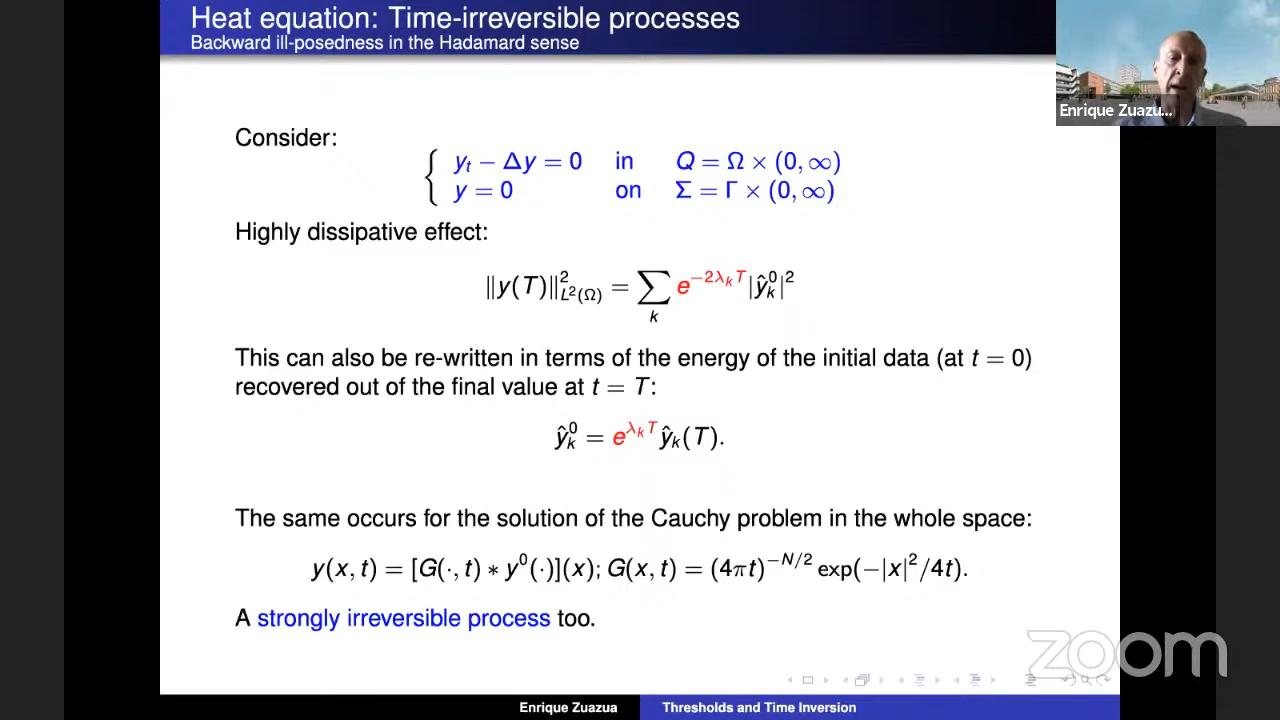 Heat equation: Time-irreversible processes
Backward ill-posedness in the Hadamard sense
Enrique Zuazu...
Consider:
{ y_t − Δy = 0 in Q = Ω × (0, ∞)
y = 0 on Σ = Γ × (0, ∞)
Highly dissipative effect:
||y(T)||²_{L²(Ω)} = ∑_k e^{−2λ_k T} |ŷ_k^0|²
This can also be re-written in terms of the energy of the initial data (at t = 0)
recovered out of the final value at t = T:
ŷ_k^0 = e^{λ_k T} ŷ_k(T).
The same occurs for the solution of the Cauchy problem in the whole space:
y(x, t) = [G(·, t) ∗ y^0(·)](x); G(x, t) = (4πt)^{−N/2} exp(−|x|²/4t).
A strongly irreversible process too.
zoom
Enrique Zuazua Thresholds and Time Inversion